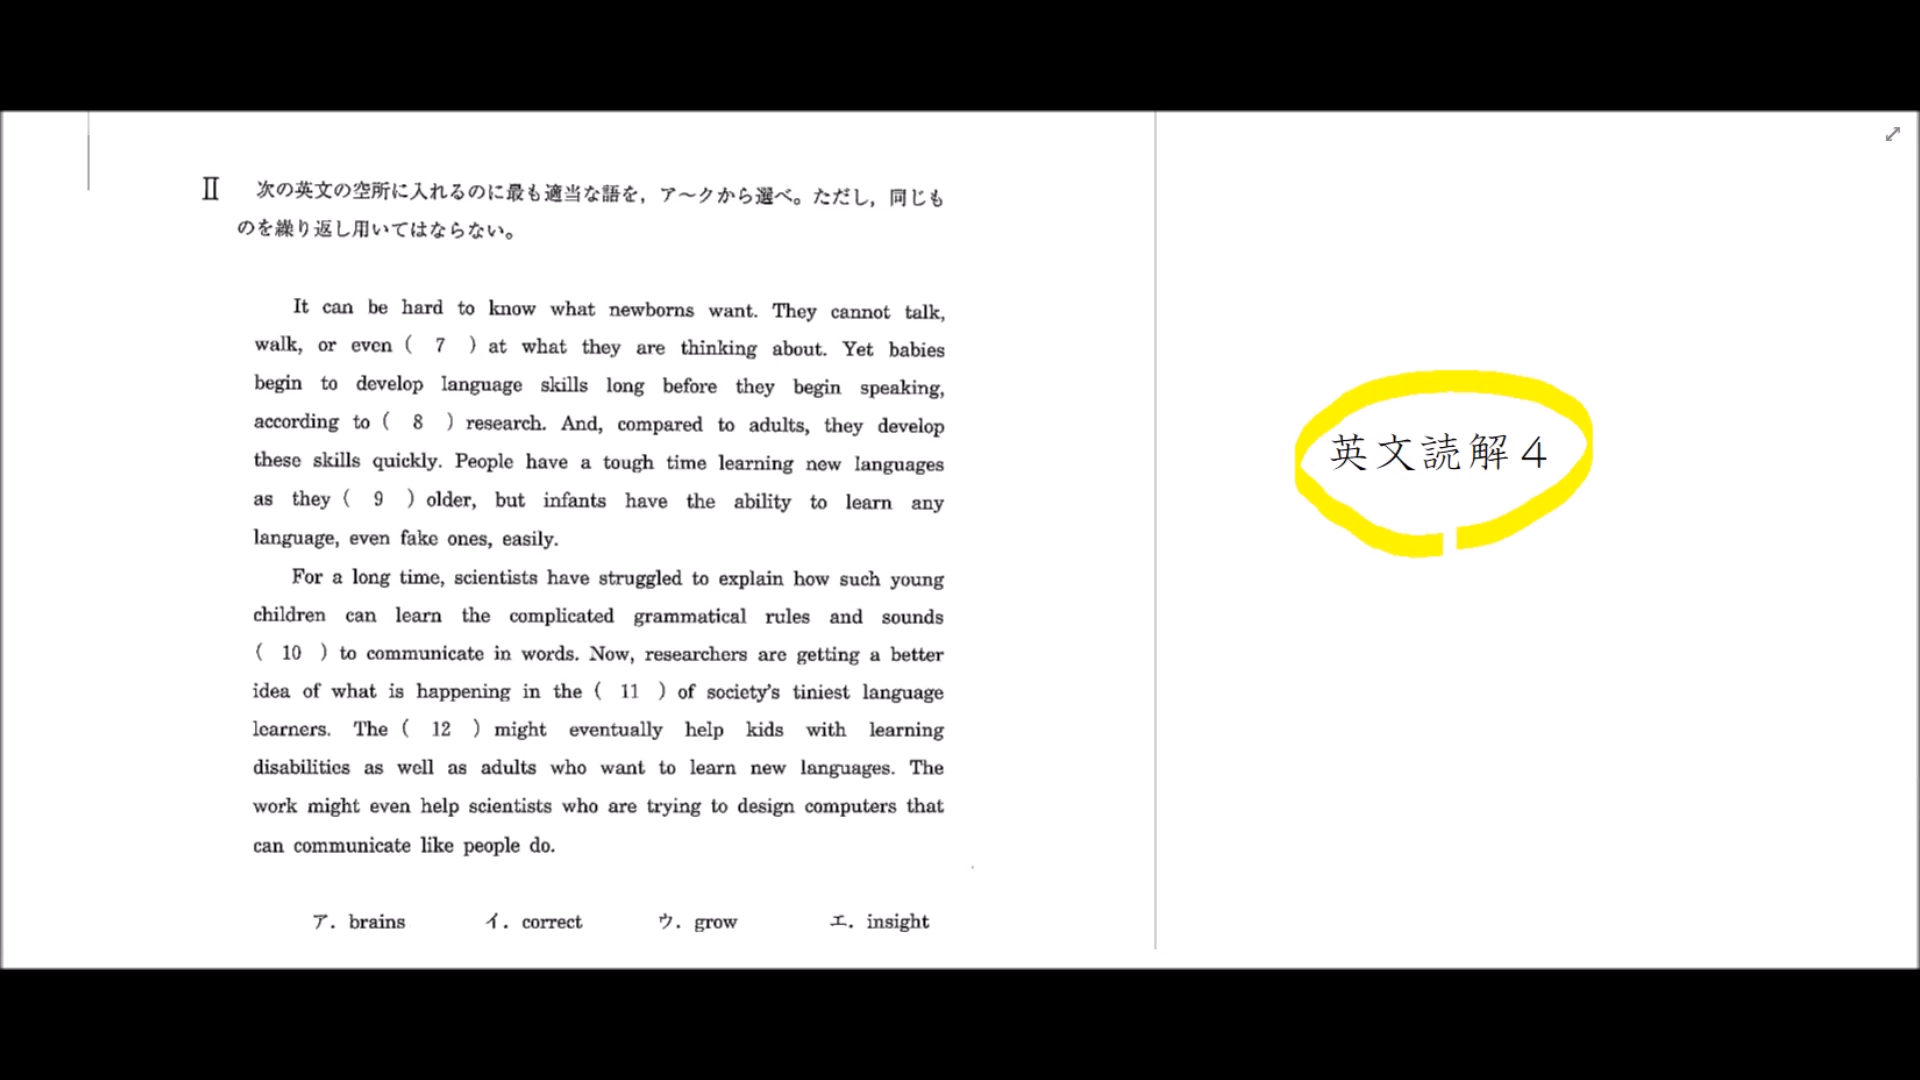 Ⅱ 次の英文の空所に入れるのに最も適当な語を，ア～クから選べ。ただし，同じも
のを繰り返し用いてはならない。
It can be hard to know what newborns want. They cannot talk,
walk, or even ( 7 ) at what they are thinking about. Yet babies
begin to develop language skills long before they begin speaking,
according to ( 8 ) research. And, compared to adults, they develop
these skills quickly. People have a tough time learning new languages
as they ( 9 ) older, but infants have the ability to learn any
language, even fake ones, easily.
For a long time, scientists have struggled to explain how such young
children can learn the complicated grammatical rules and sounds
( 10 ) to communicate in words. Now, researchers are getting a better
idea of what is happening in the ( 11 ) of society's tiniest language
learners. The ( 12 ) might eventually help kids with learning
disabilities as well as adults who want to learn new languages. The
work might even help scientists who are trying to design computers that
can communicate like people do.
ア．brains イ．correct ウ．grow エ．insight
英文読解４